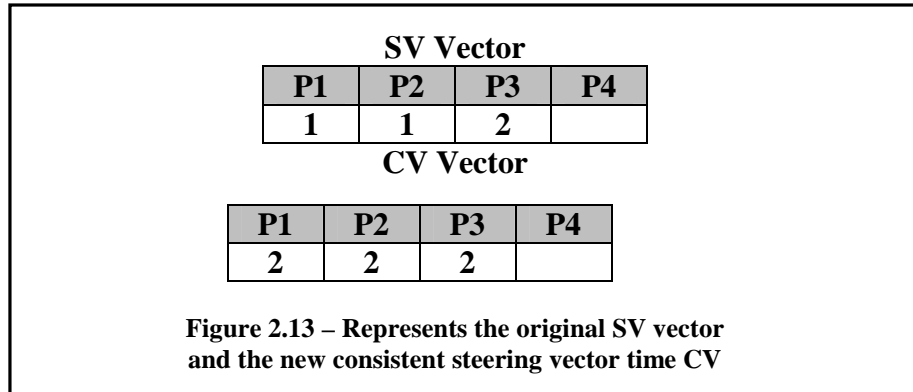 SV Vector
P1 P2 P3 P4
1 1 2
CV Vector
P1 P2 P3 P4
2 2 2
Figure 2.13 – Represents the original SV vector
and the new consistent steering vector time CV